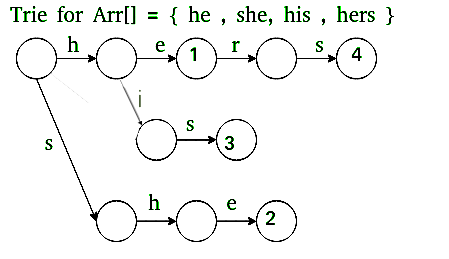 Trie for Arr[] = { he , she, his , hers }
h e 1 r s 4
i
s 3
s
h e 2